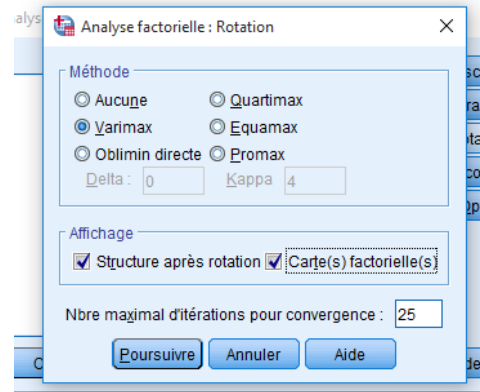 Analyse factorielle : Rotation
Méthode
Aucune Quartimax
Varimax Equamax
Oblimin directe Promax
Delta : 0 Kappa 4
Affichage
Structure après rotation Carte(s) factorielle(s)
Nbre maximal d'itérations pour convergence : 25
Poursuivre Annuler Aide